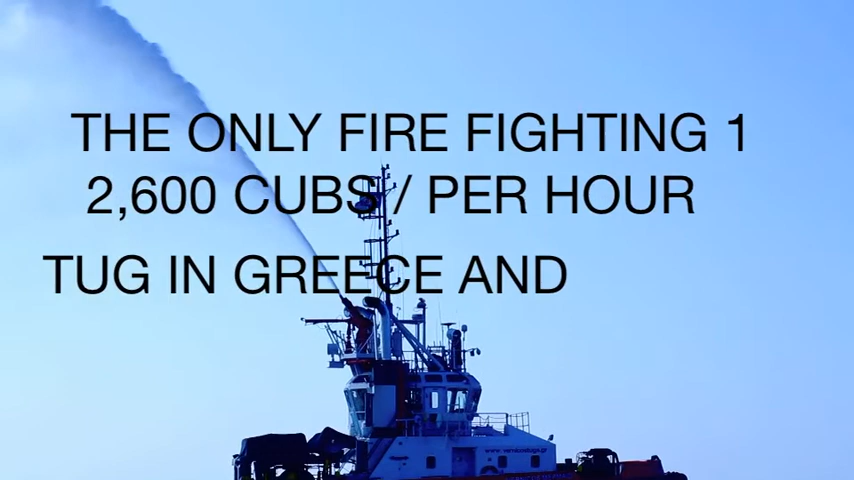 THE ONLY FIRE FIGHTING 1
2,600 CUBS / PER HOUR
TUG IN GREECE AND